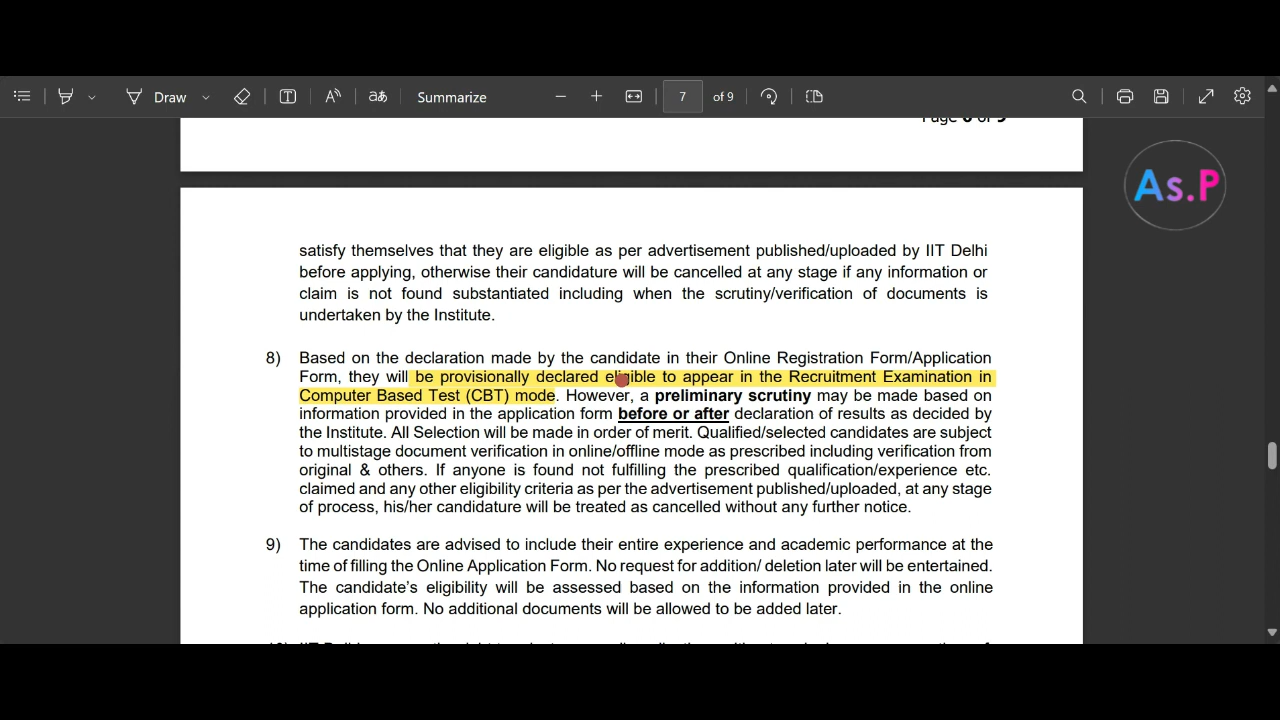 Draw
Summarize
7 of 9
Page 6 of 9
As.P
satisfy themselves that they are eligible as per advertisement published/uploaded by IIT Delhi
before applying, otherwise their candidature will be cancelled at any stage if any information or
claim is not found substantiated including when the scrutiny/verification of documents is
undertaken by the Institute.
8) Based on the declaration made by the candidate in their Online Registration Form/Application
Form, they will be provisionally declared eligible to appear in the Recruitment Examination in
Computer Based Test (CBT) mode. However, a preliminary scrutiny may be made based on
information provided in the application form before or after declaration of results as decided by
the Institute. All Selection will be made in order of merit. Qualified/selected candidates are subject
to multistage document verification in online/offline mode as prescribed including verification from
original & others. If anyone is found not fulfilling the prescribed qualification/experience etc.
claimed and any other eligibility criteria as per the advertisement published/uploaded, at any stage
of process, his/her candidature will be treated as cancelled without any further notice.
9) The candidates are advised to include their entire experience and academic performance at the
time of filling the Online Application Form. No request for addition/ deletion later will be entertained.
The candidate's eligibility will be assessed based on the information provided in the online
application form. No additional documents will be allowed to be added later.